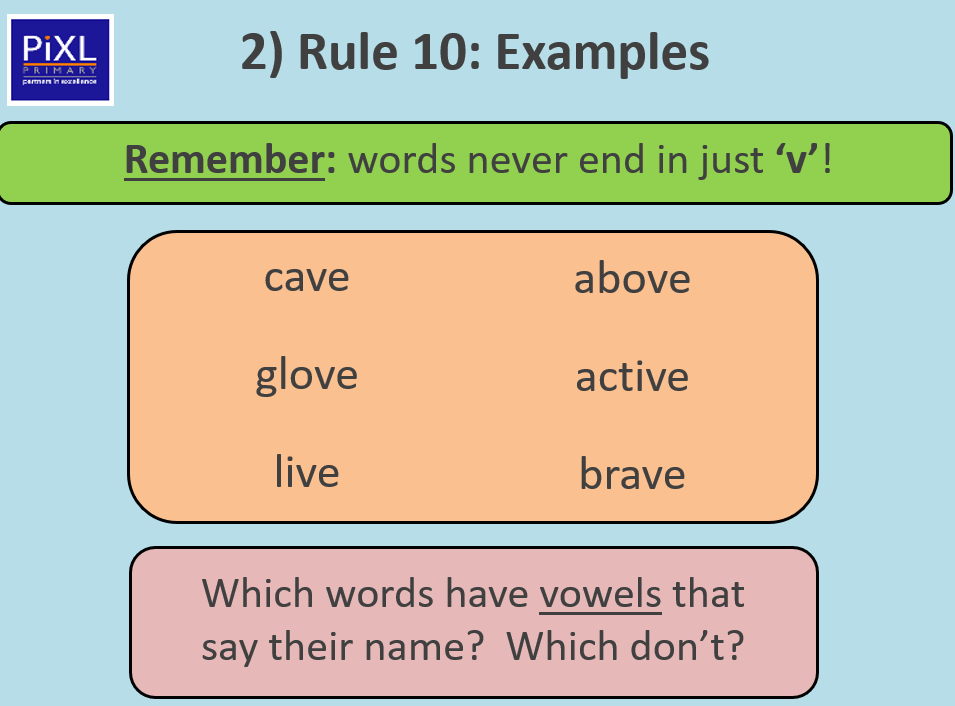 PiXL
PRIMARY
partners in excellence
2) Rule 10: Examples
Remember: words never end in just ‘v’!
cave above
glove active
live brave
Which words have vowels that
say their name? Which don’t?